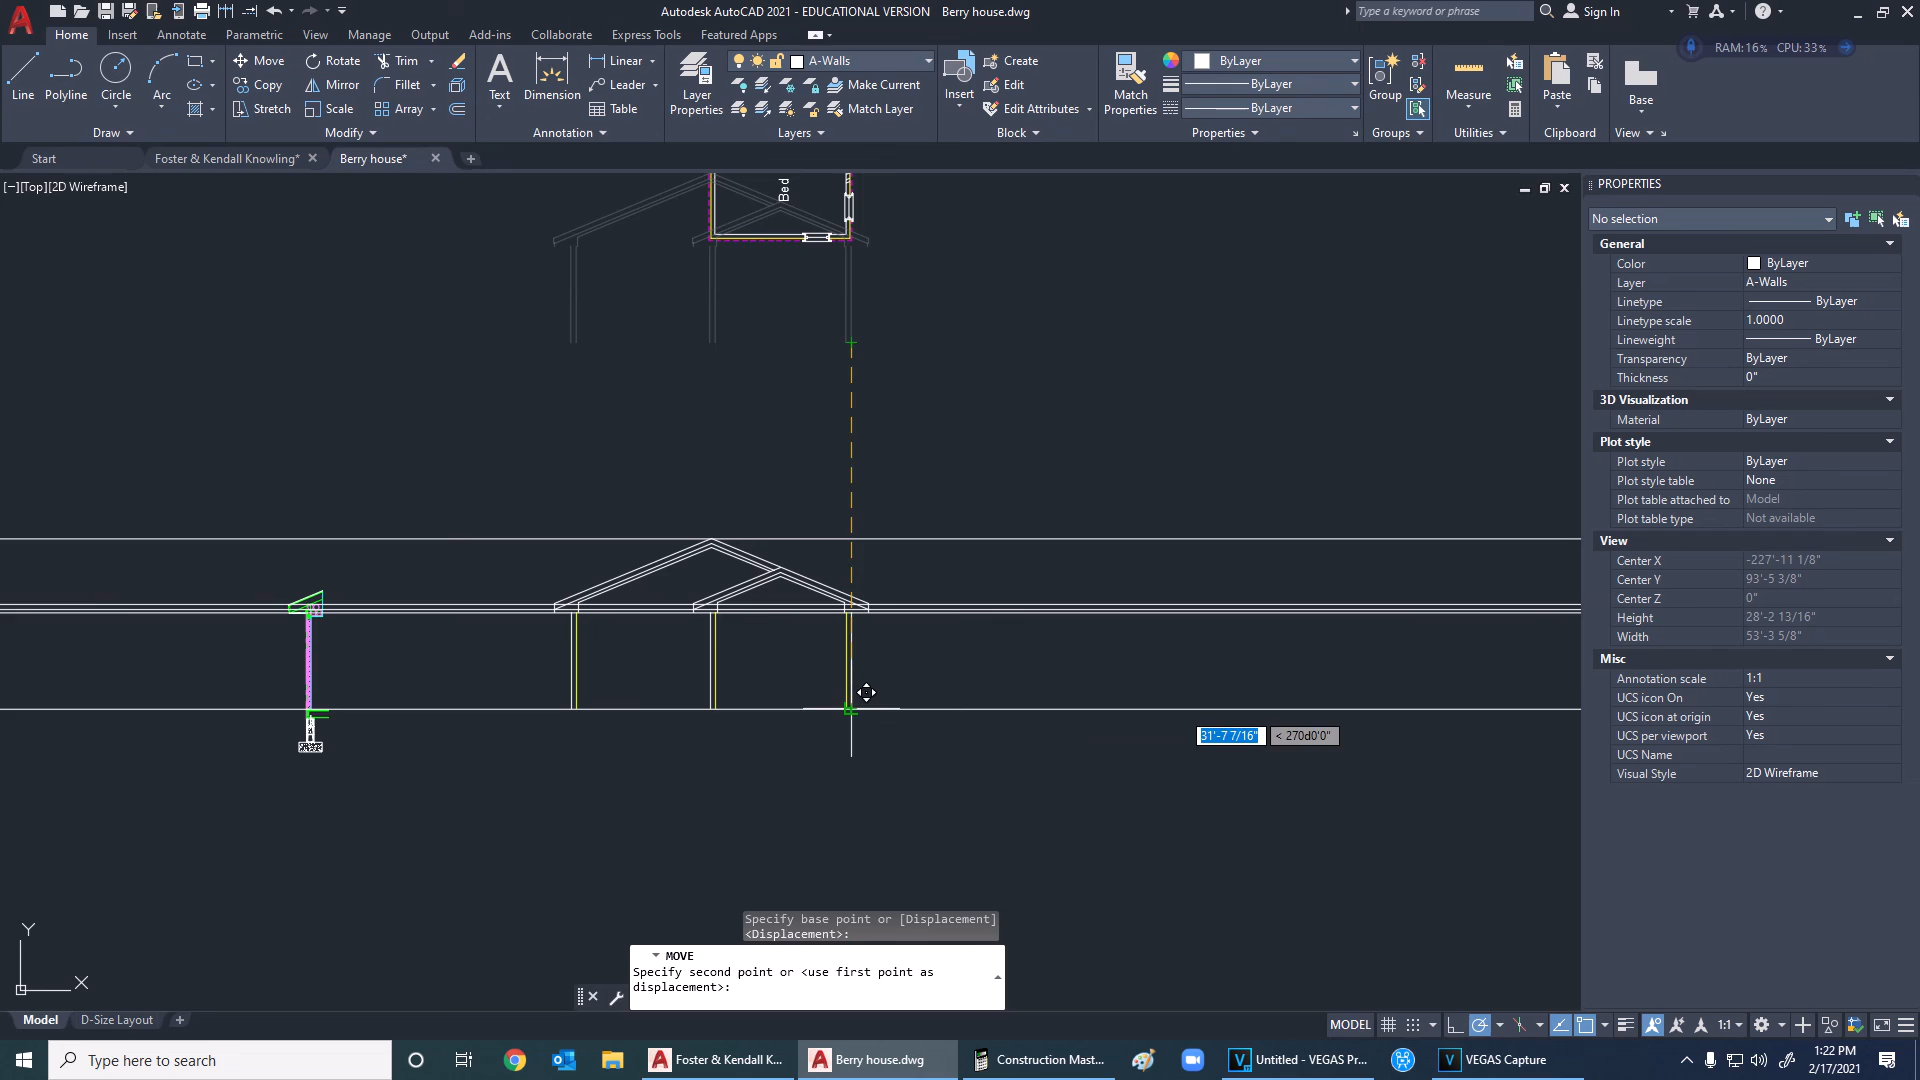 Autodesk AutoCAD 2021 - EDUCATIONAL VERSION Berry house.dwg
Type a keyword or phrase
Sign In
Home Insert Annotate Parametric View Manage Output Add-ins Collaborate Express Tools Featured Apps
RAM:16% CPU:33%
Line Polyline Circle Arc
Move Rotate Trim
Copy Mirror Fillet
Stretch Scale Array
Text Dimension
Linear
Leader
Table
Layer Properties
A-Walls
Make Current
Match Layer
Insert
Create
Edit
Edit Attributes
Match Properties
ByLayer
ByLayer
ByLayer
Group
Measure
Paste
Base
Draw Modify Annotation Layers Block Properties Groups Utilities Clipboard View
Start Foster & Kendall Knowling* Berry house*
[−][Top][2D Wireframe]
Bed
31'-7 7/16" < 270d0'0"
Y
X
Specify base point or [Displacement]
<Displacement>:
MOVE
Specify second point or <use first point as
displacement>:
PROPERTIES
No selection
General
Color ByLayer
Layer A-Walls
Linetype ByLayer
Linetype scale 1.0000
Lineweight ByLayer
Transparency ByLayer
Thickness 0"
3D Visualization
Material ByLayer
Plot style
Plot style ByLayer
Plot style table None
Plot table attached to Model
Plot table type Not available
View
Center X -227'-11 1/8"
Center Y 93'-5 3/8"
Center Z 0"
Height 28'-2 13/16"
Width 53'-3 5/8"
Misc
Annotation scale 1:1
UCS icon On Yes
UCS icon at origin Yes
UCS per viewport Yes
UCS Name
Visual Style 2D Wireframe
Model D-Size Layout
MODEL 1:1
Type here to search
Foster & Kendall K...
Berry house.dwg
Construction Mast...
Untitled - VEGAS Pr...
VEGAS Capture
1:22 PM
2/17/2021